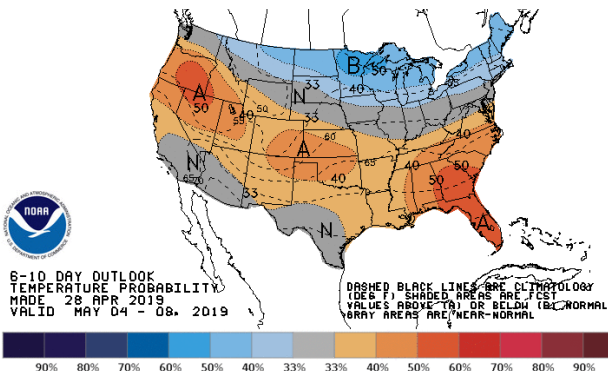 B
50
40
33
N
33
A
50
40
50
55
60
A
65
40
N
65
70
33
N
40
50
50
A
NATIONAL OCEANIC AND ATMOSPHERIC ADMINISTRATION
NOAA
U.S. DEPARTMENT OF COMMERCE
6-10 DAY OUTLOOK
TEMPERATURE PROBABILITY
MADE 28 APR 2019
VALID MAY 04 - 08, 2019
DASHED BLACK LINES ARE CLIMATOLOGY
(DEG F) SHADED AREAS ARE FCST
VALUES ABOVE (A) OR BELOW (B) NORMAL
GRAY AREAS ARE NEAR-NORMAL
90% 80% 70% 60% 50% 40% 33% 33% 40% 50% 60% 70% 80% 90%